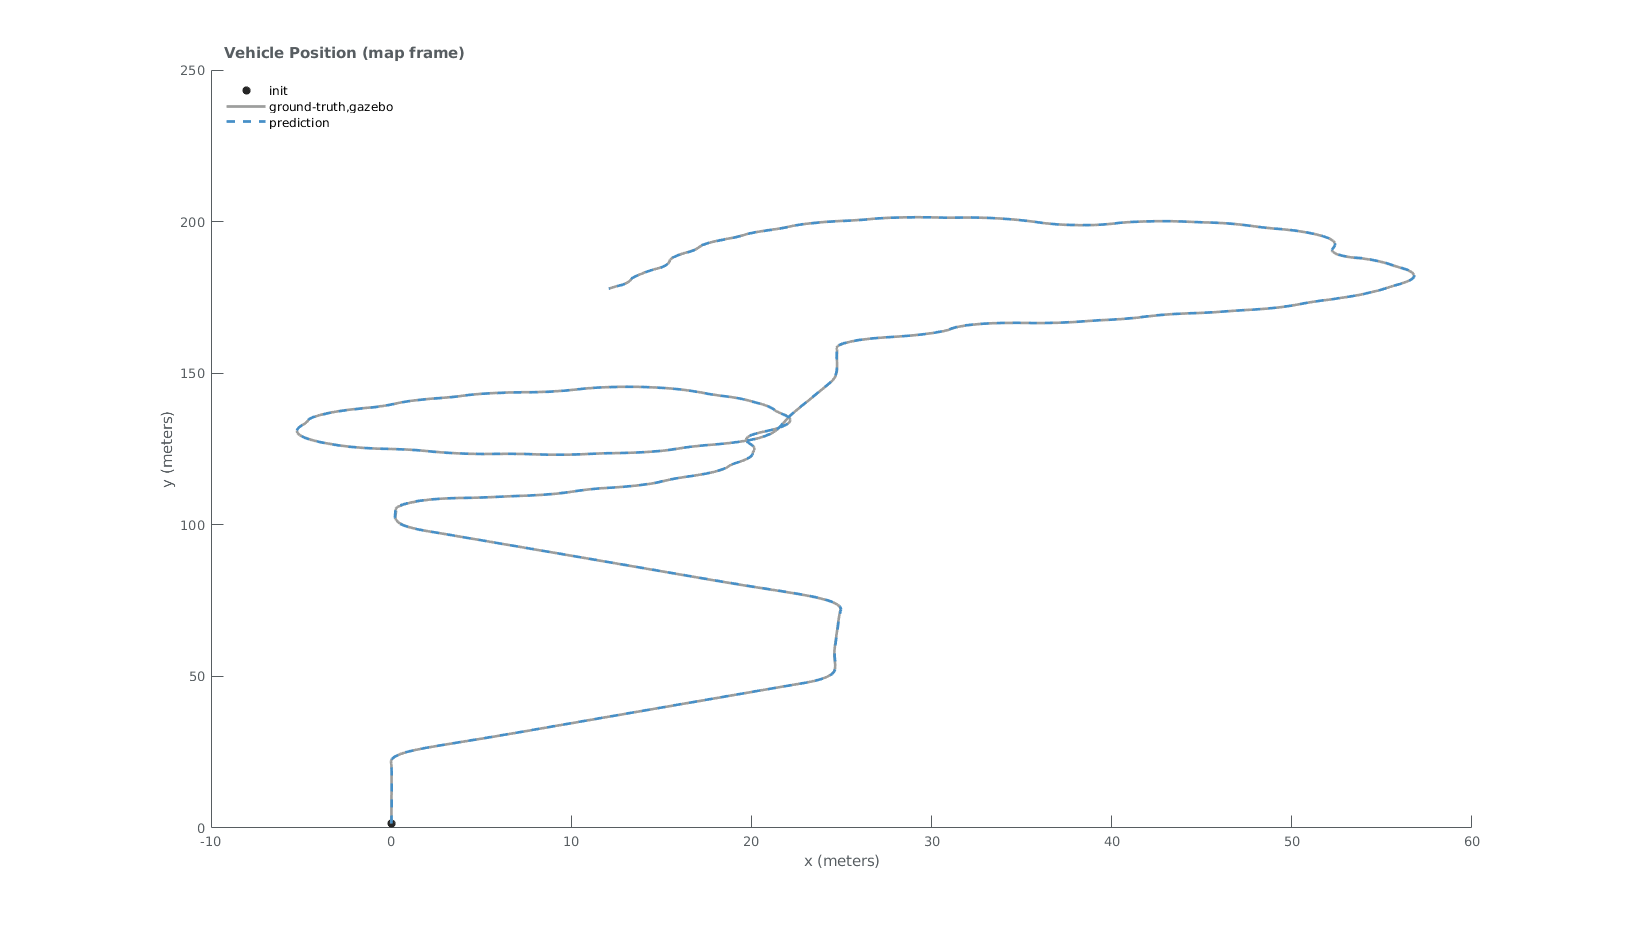 Vehicle Position (map frame)
250
init
ground-truth,gazebo
prediction
200
150
y (meters)
100
50
0
-10 0 10 20 30 40 50 60
x (meters)